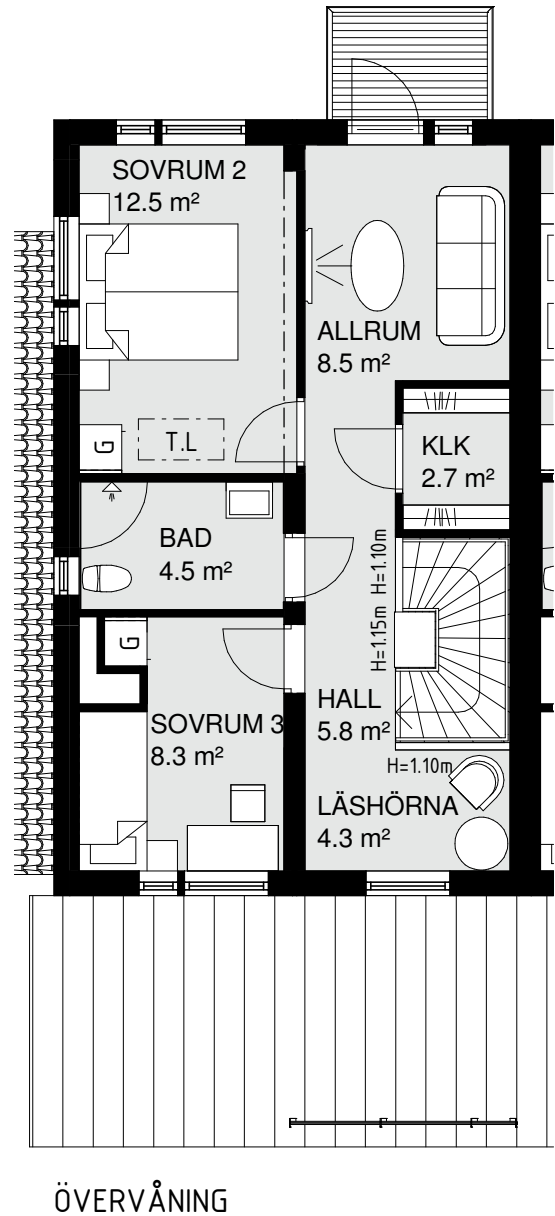 SOVRUM 2
12.5 m²
ALLRUM
8.5 m²
G
T.L
KLK
2.7 m²
BAD
4.5 m²
H=1.10m
H=1.15m
G
HALL
5.8 m²
SOVRUM 3
8.3 m²
H=1.10m
LÄSHÖRNA
4.3 m²
ÖVERVÅNING